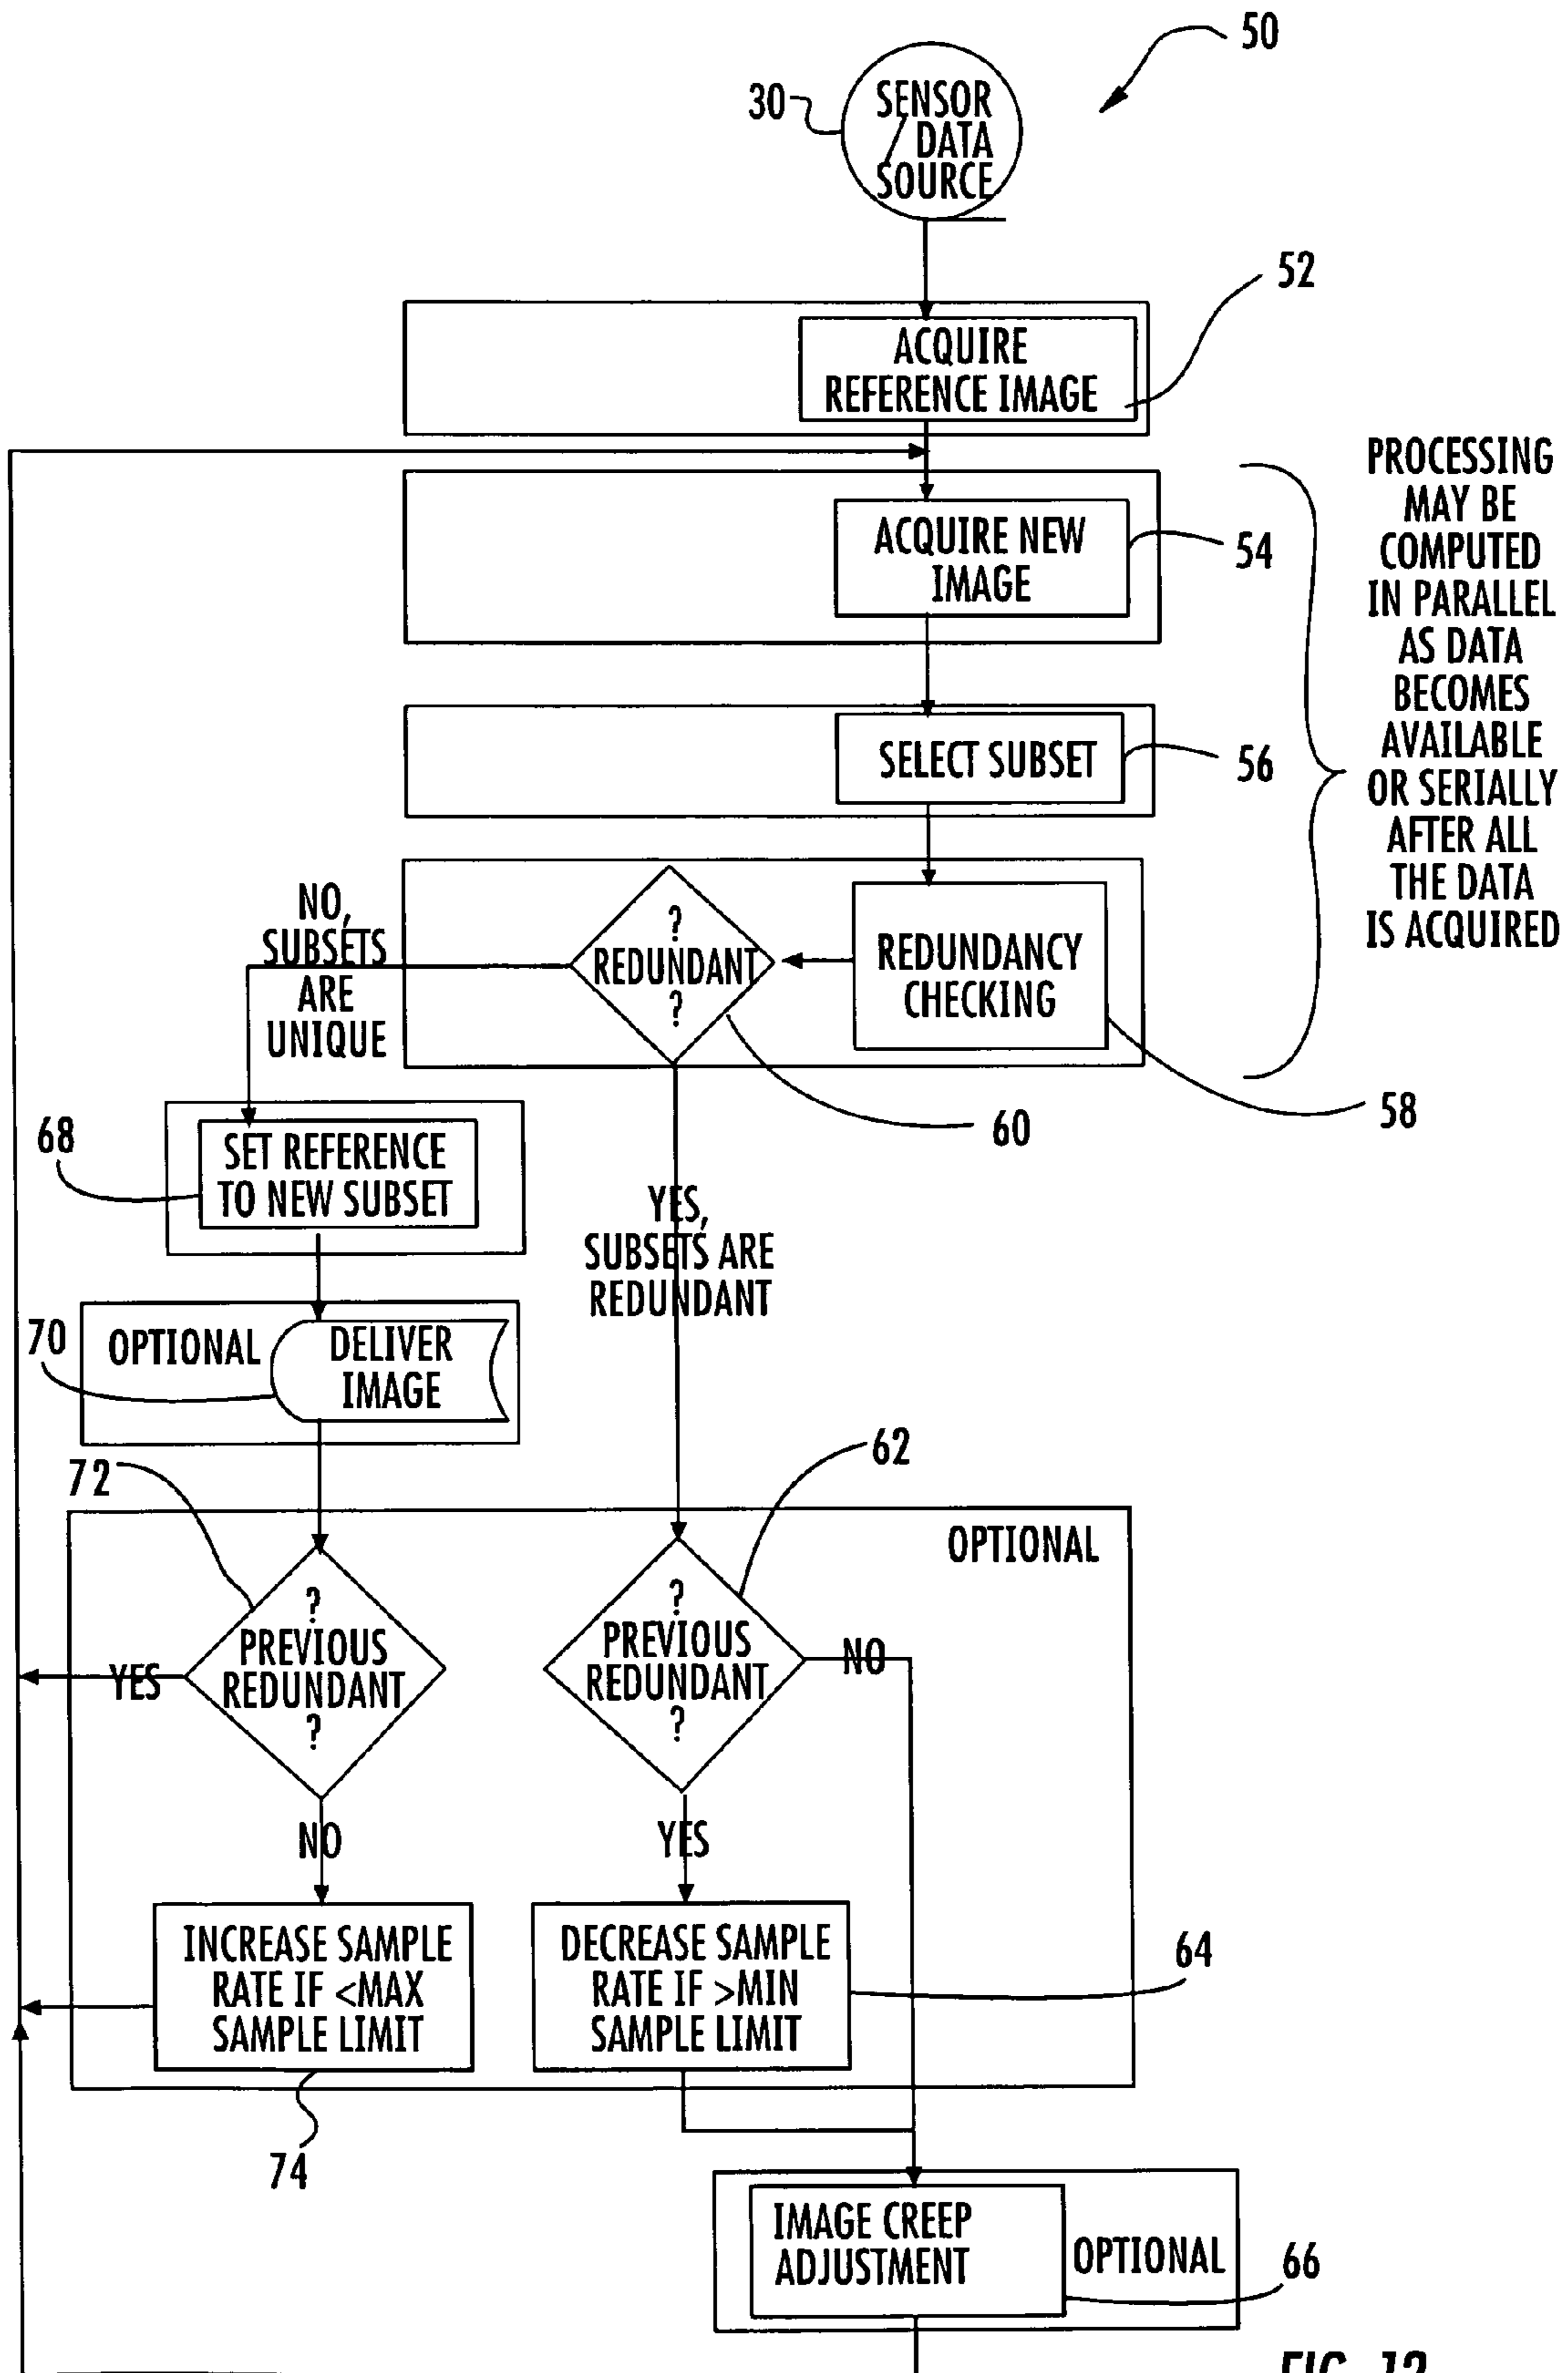 50
30
SENSOR
/ DATA
SOURCE
52
ACQUIRE
REFERENCE IMAGE
PROCESSING
MAY BE
COMPUTED
IN PARALLEL
AS DATA
BECOMES
AVAILABLE
OR SERIALLY
AFTER ALL
THE DATA
IS ACQUIRED
ACQUIRE NEW
IMAGE
54
SELECT SUBSET
56
NO,
SUBSETS
ARE
UNIQUE
?
REDUNDANT
?
REDUNDANCY
CHECKING
58
60
68
SET REFERENCE
TO NEW SUBSET
YES,
SUBSETS ARE
REDUNDANT
70
OPTIONAL
DELIVER
IMAGE
72
62
OPTIONAL
?
PREVIOUS
REDUNDANT
?
YES
NO
?
PREVIOUS
REDUNDANT
?
NO
YES
INCREASE SAMPLE
RATE IF <MAX
SAMPLE LIMIT
74
DECREASE SAMPLE
RATE IF >MIN
SAMPLE LIMIT
64
IMAGE CREEP
ADJUSTMENT
OPTIONAL
66